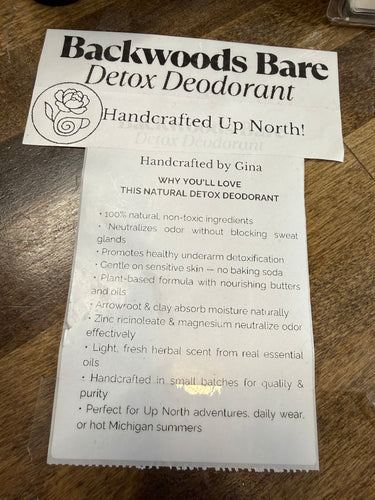 Backwoods Bare
Detox Deodorant
Handcrafted Up North!
Backwoods Bare
Detox Deodorant
Handcrafted by Gina
WHY YOU'LL LOVE
THIS NATURAL DETOX DEODORANT
• 100% natural, non-toxic ingredients
• Neutralizes odor without blocking sweat
glands
• Promotes healthy underarm detoxification
• Gentle on sensitive skin — no baking soda
• Plant-based formula with nourishing butters
and oils
• Arrowroot & clay absorb moisture naturally
• Zinc ricinoleate & magnesium neutralize odor
effectively
• Light, fresh herbal scent from real essential
oils
• Handcrafted in small batches for quality &
purity
• Perfect for Up North adventures, daily wear,
or hot Michigan summers